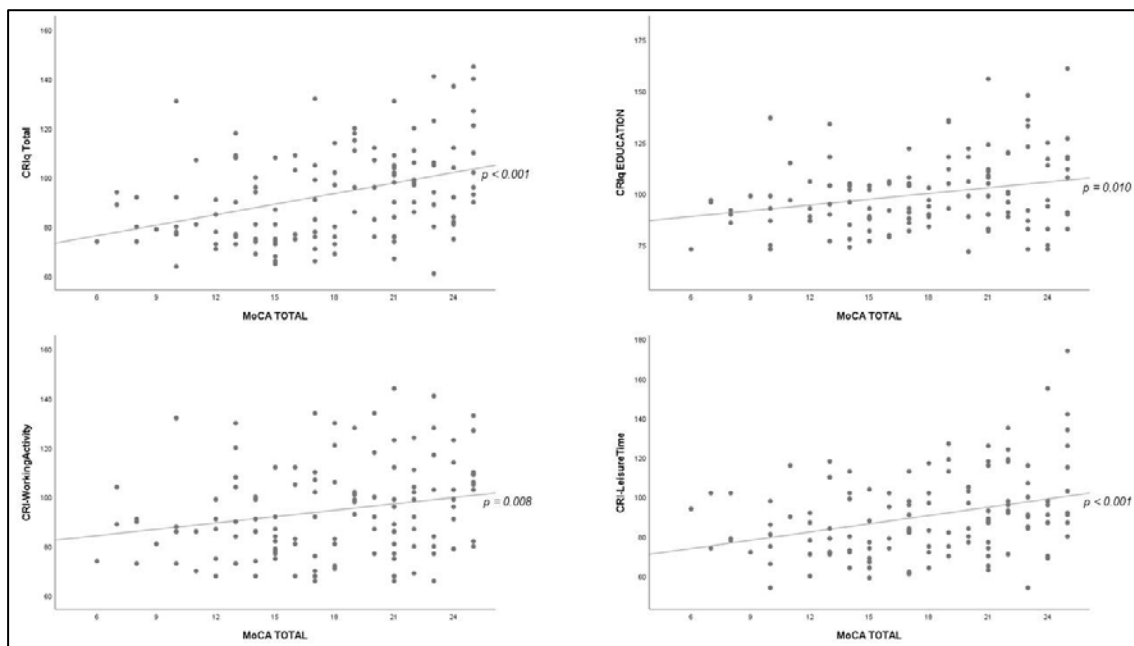 160
140
120
100
80
60
CRIq Total
p < 0.001
6 9 12 15 18 21 24
MoCA TOTAL
175
150
125
100
75
CRIq EDUCATION
p = 0.010
6 9 12 15 18 21 24
MoCA TOTAL
160
140
120
100
80
60
CRI-WorkingActivity
p = 0.008
6 9 12 15 18 21 24
MoCA TOTAL
180
160
140
120
100
80
60
CRI-LeisureTime
p < 0.001
6 9 12 15 18 21 24
MoCA TOTAL